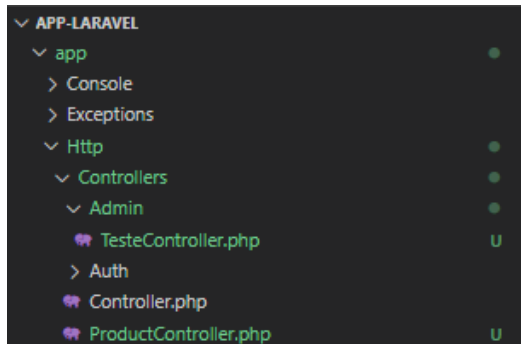 APP-LARAVEL
app
Console
Exceptions
Http
Controllers
Admin
TesteController.php U
Auth
Controller.php
ProductController.php U